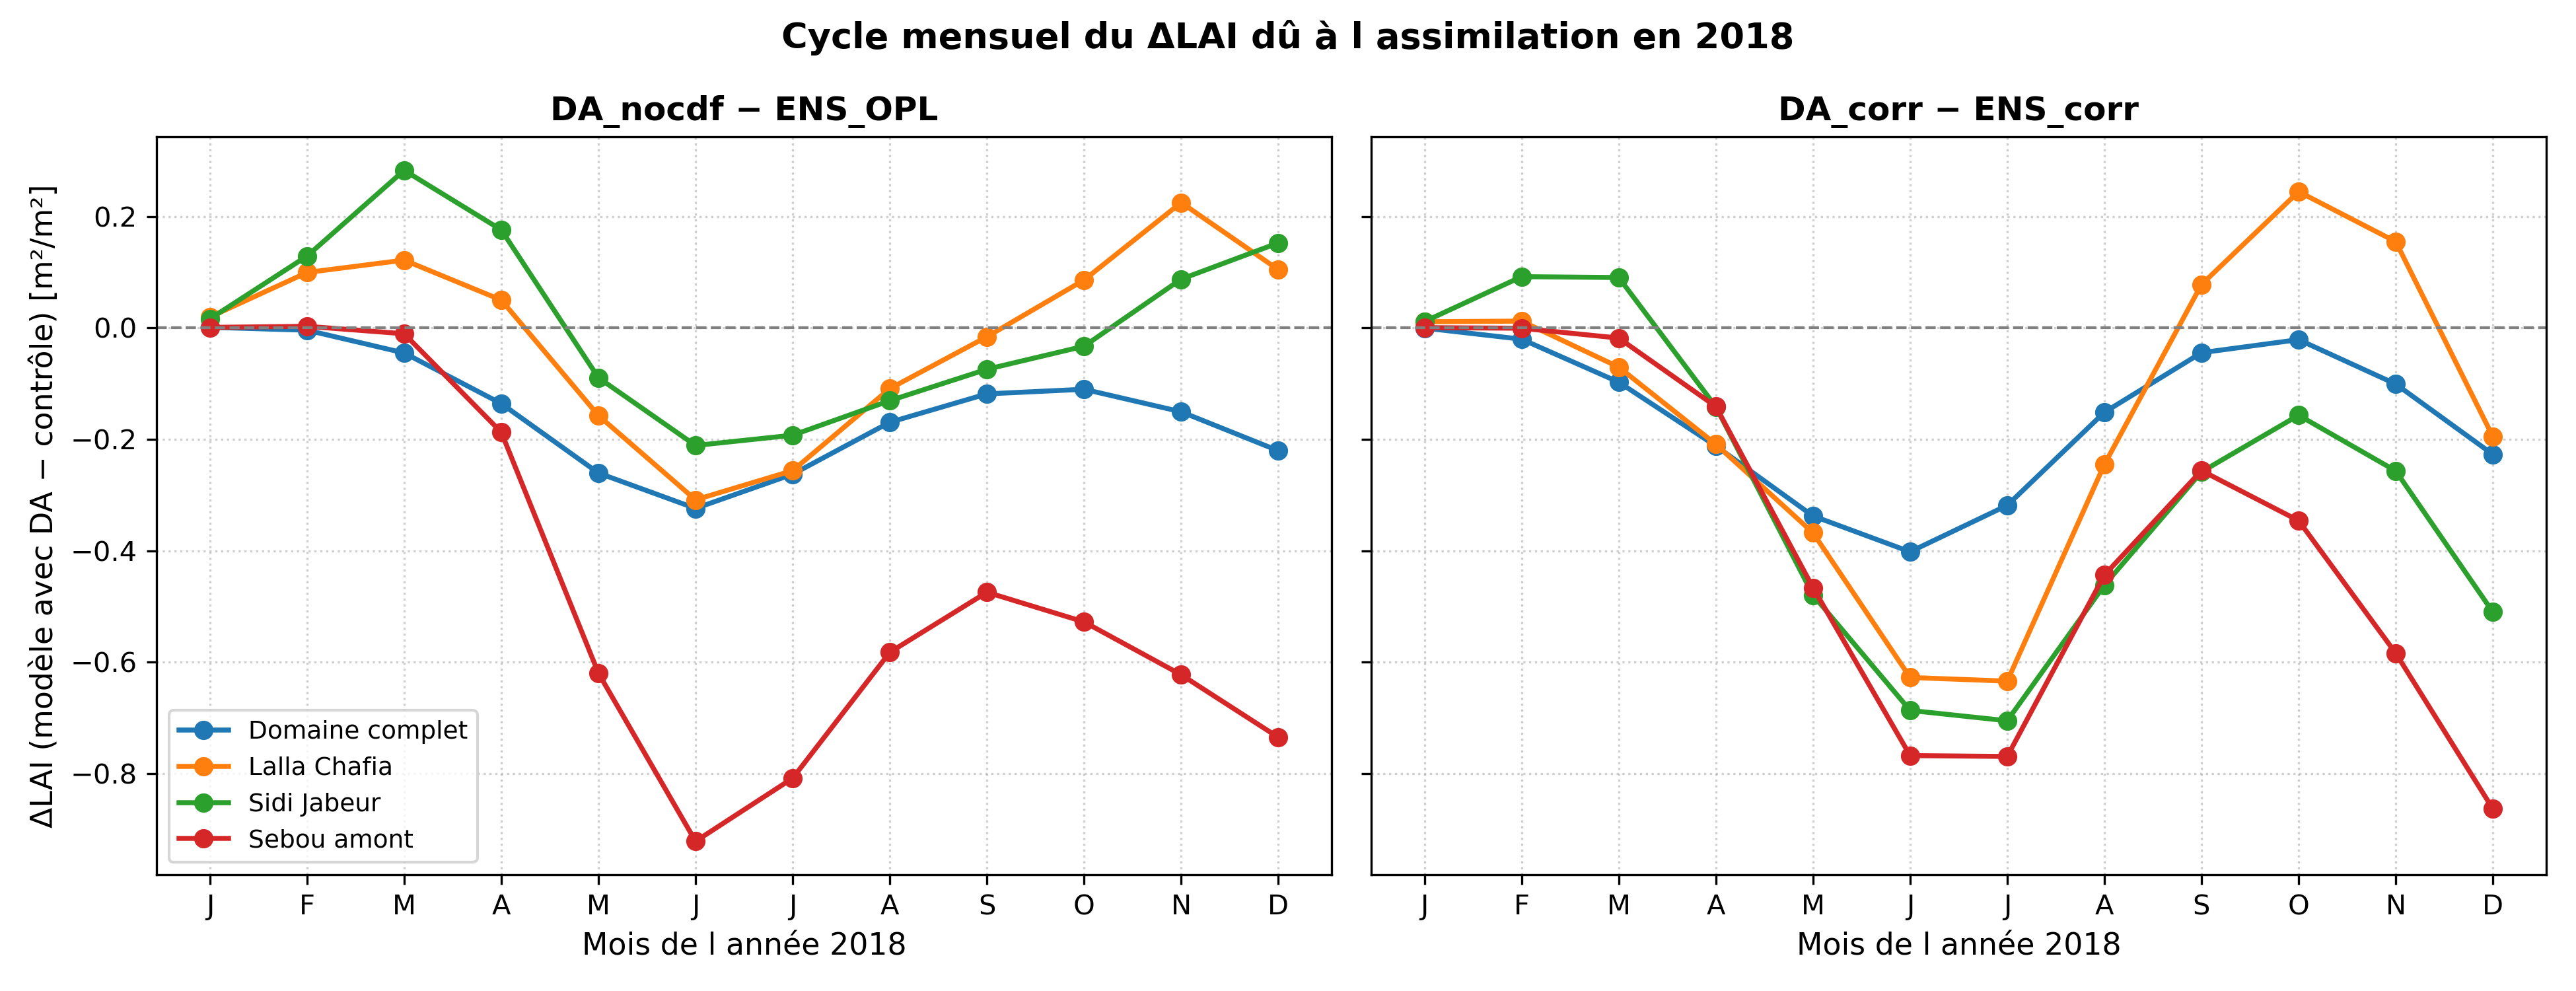 Cycle mensuel du ΔLAI dû à l assimilation en 2018
DA_nocdf − ENS_OPL
DA_corr − ENS_corr
ΔLAI (modèle avec DA − contrôle) [m²/m²]
0.2
0.0
−0.2
−0.4
−0.6
−0.8
Domaine complet
Lalla Chafia
Sidi Jabeur
Sebou amont
J F M A M J J A S O N D
Mois de l année 2018
J F M A M J J A S O N D
Mois de l année 2018